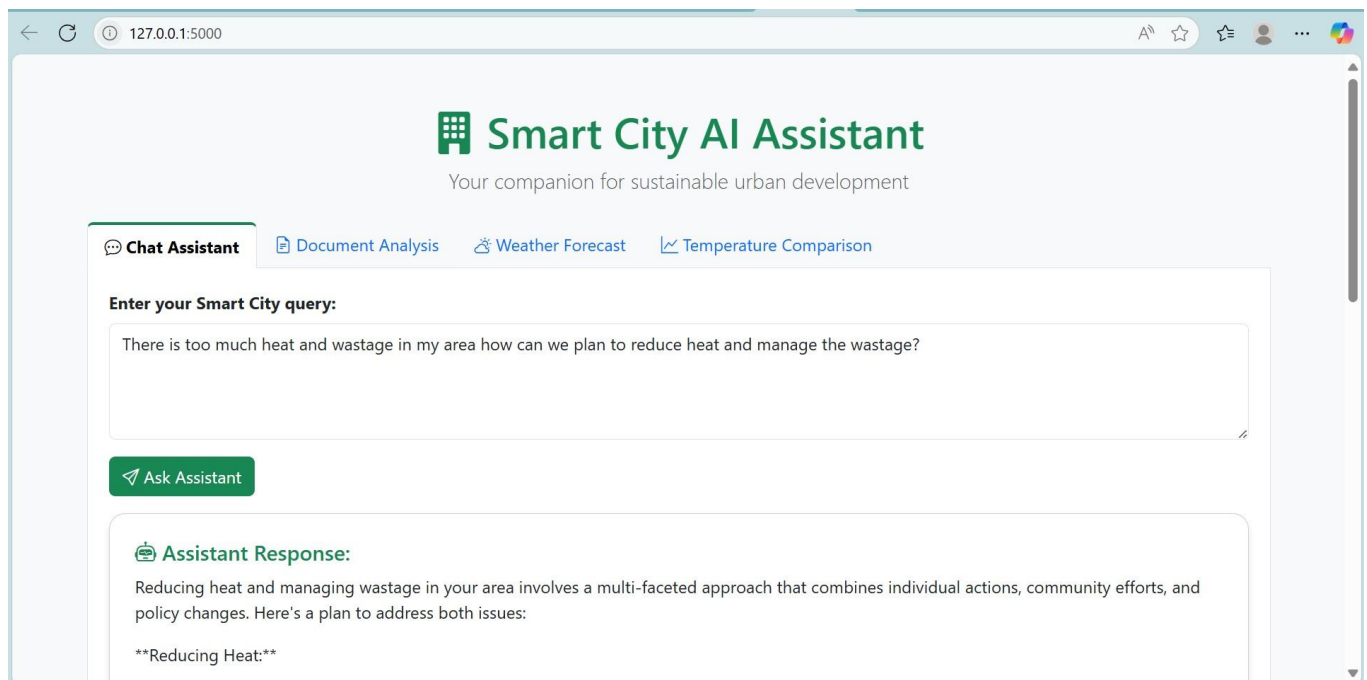 127.0.0.1:5000
Smart City AI Assistant
Your companion for sustainable urban development
Chat Assistant Document Analysis Weather Forecast Temperature Comparison
Enter your Smart City query:
There is too much heat and wastage in my area how can we plan to reduce heat and manage the wastage?
Ask Assistant
Assistant Response:
Reducing heat and managing wastage in your area involves a multi-faceted approach that combines individual actions, community efforts, and
policy changes. Here's a plan to address both issues:
**Reducing Heat:**